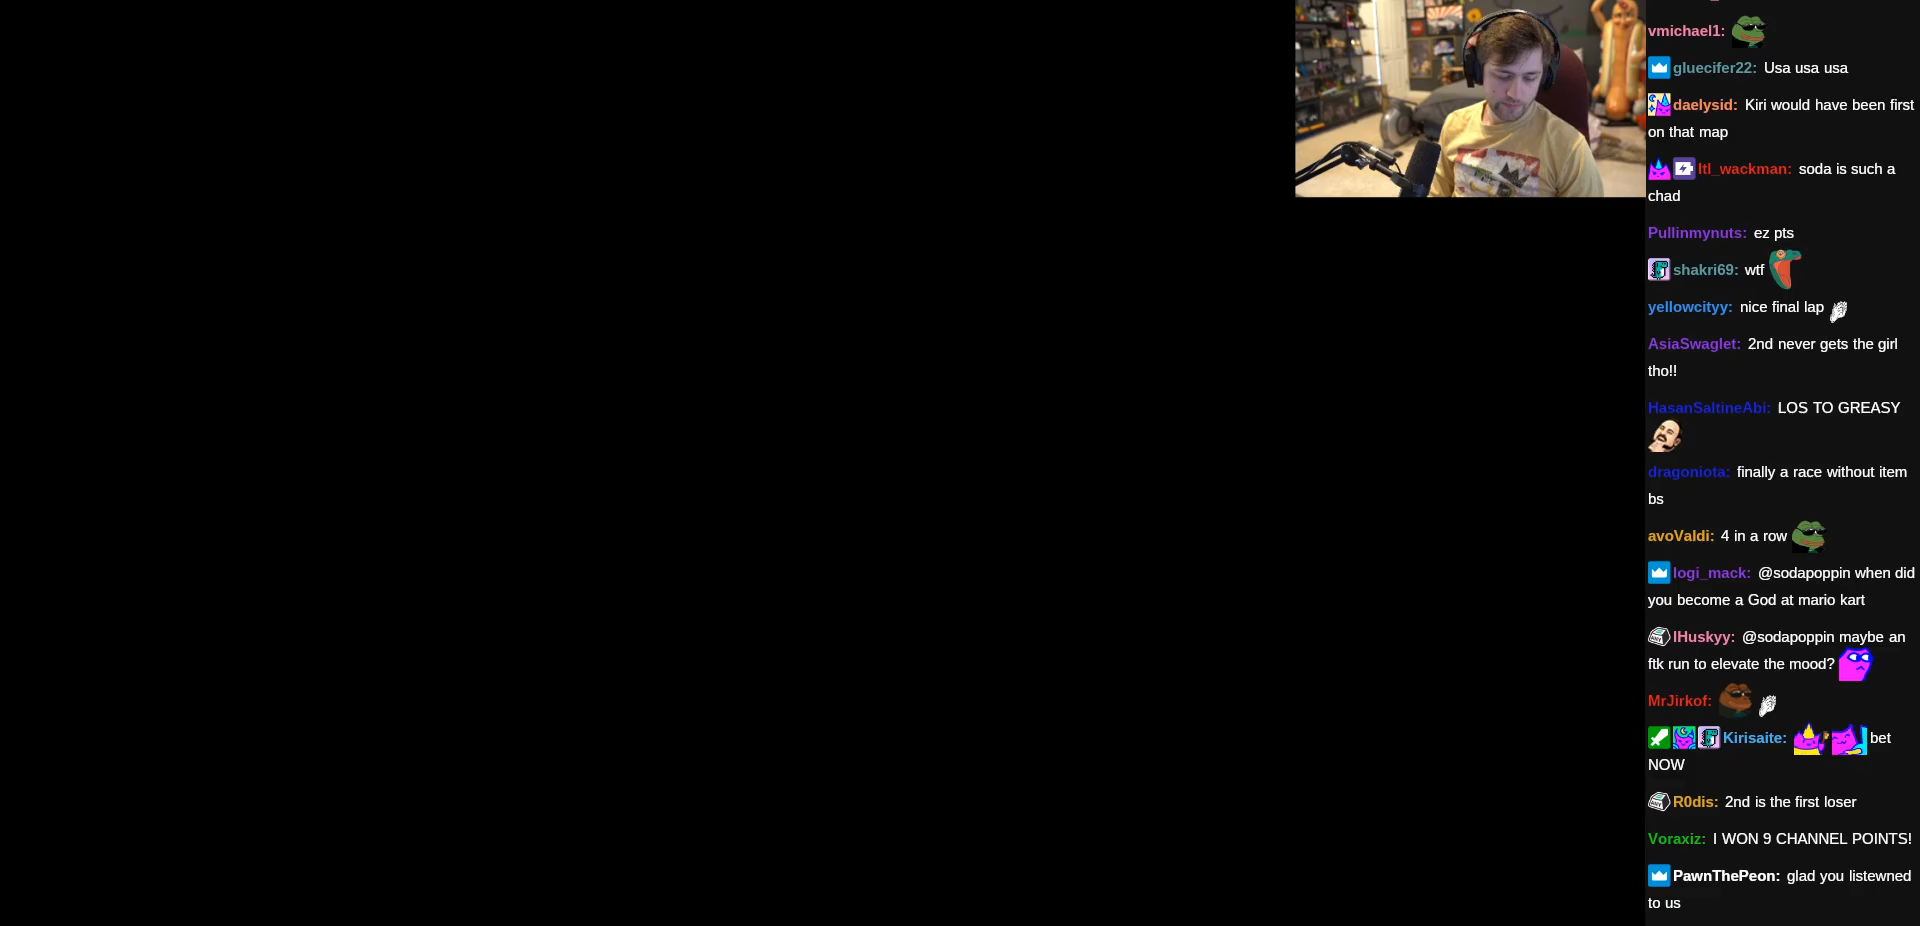 vmichael1:
gluecifer22: Usa usa usa
daelysid: Kiri would have been first
on that map
ltl_wackman: soda is such a
chad
Pullinmynuts: ez pts
shakri69: wtf
yellowcityy: nice final lap
AsiaSwaglet: 2nd never gets the girl
tho!!
HasanSaltineAbi: LOS TO GREASY
dragoniota: finally a race without item
bs
avoValdi: 4 in a row
logi_mack: @sodapoppin when did
you become a God at mario kart
lHuskyy: @sodapoppin maybe an
ftk run to elevate the mood?
MrJirkof:
Kirisaite: bet
NOW
R0dis: 2nd is the first loser
Voraxiz: I WON 9 CHANNEL POINTS!
PawnThePeon: glad you listewned
to us